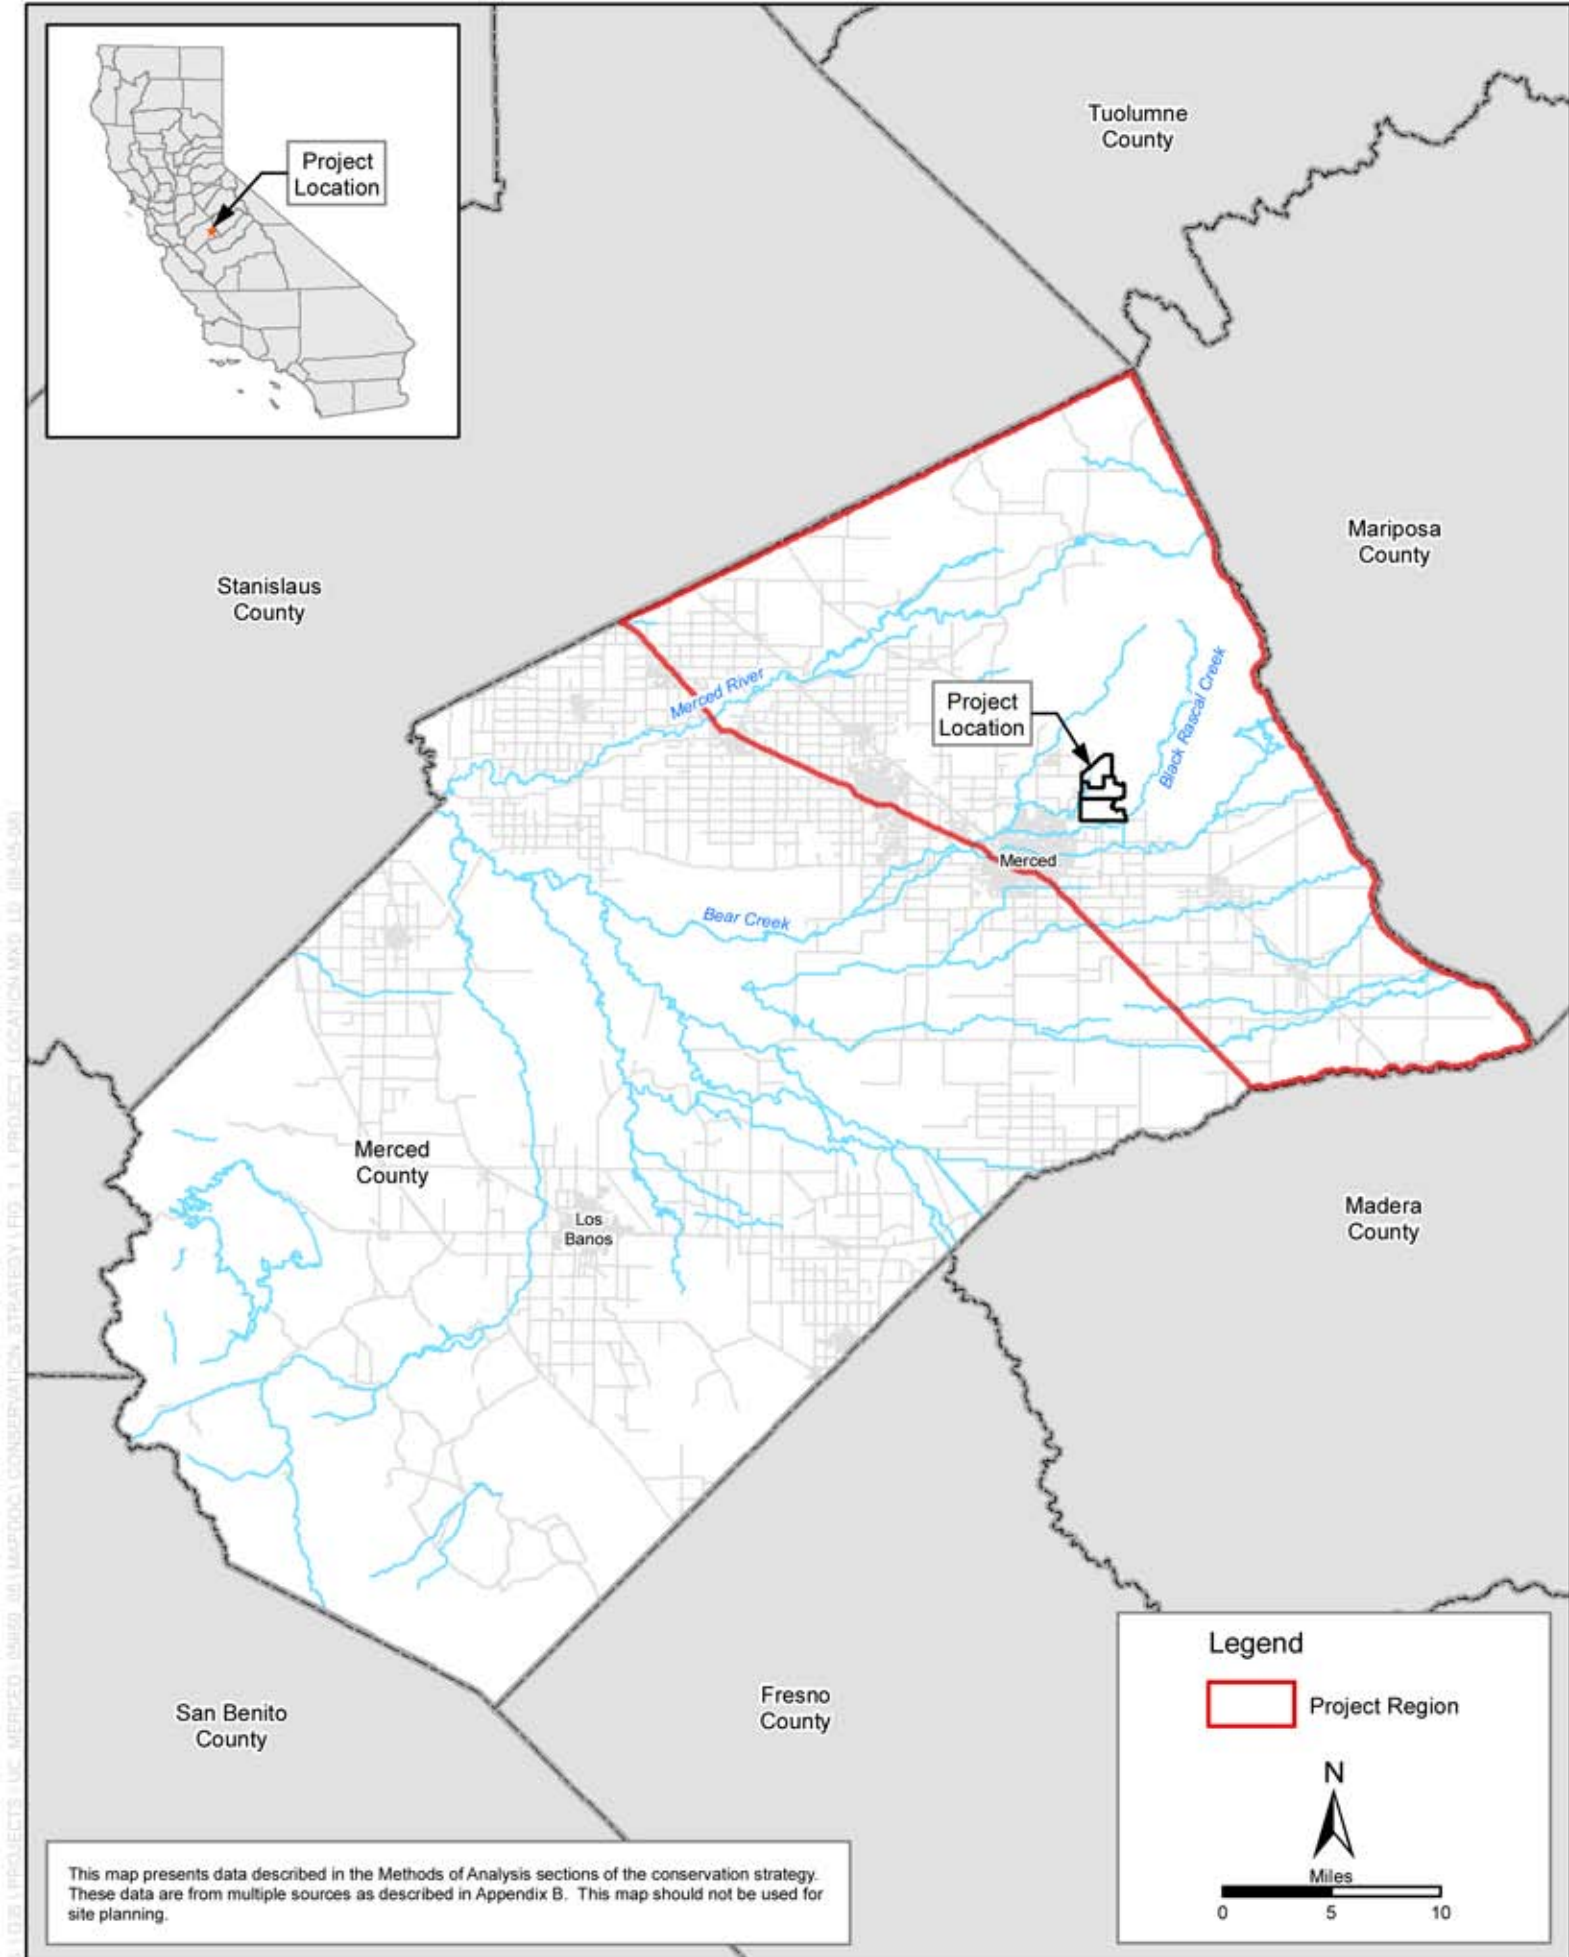 Project
Location
Tuolumne
County
Mariposa
County
Stanislaus
County
Merced River
Black Rascal Creek
Project
Location
Merced
Bear Creek
Merced
County
Los
Banos
Madera
County
San Benito
County
Fresno
County
Legend
Project Region
N
Miles
0 5 10
This map presents data described in the Methods of Analysis sections of the conservation strategy.
These data are from multiple sources as described in Appendix B. This map should not be used for
site planning.